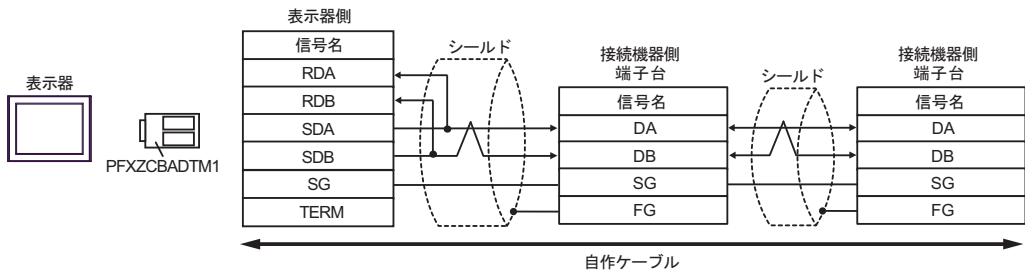 表示器
PFXZCBADTM1
表示器側
信号名
RDA
RDB
SDA
SDB
SG
TERM
シールド
接続機器側
端子台
信号名
DA
DB
SG
FG
シールド
接続機器側
端子台
信号名
DA
DB
SG
FG
自作ケーブル